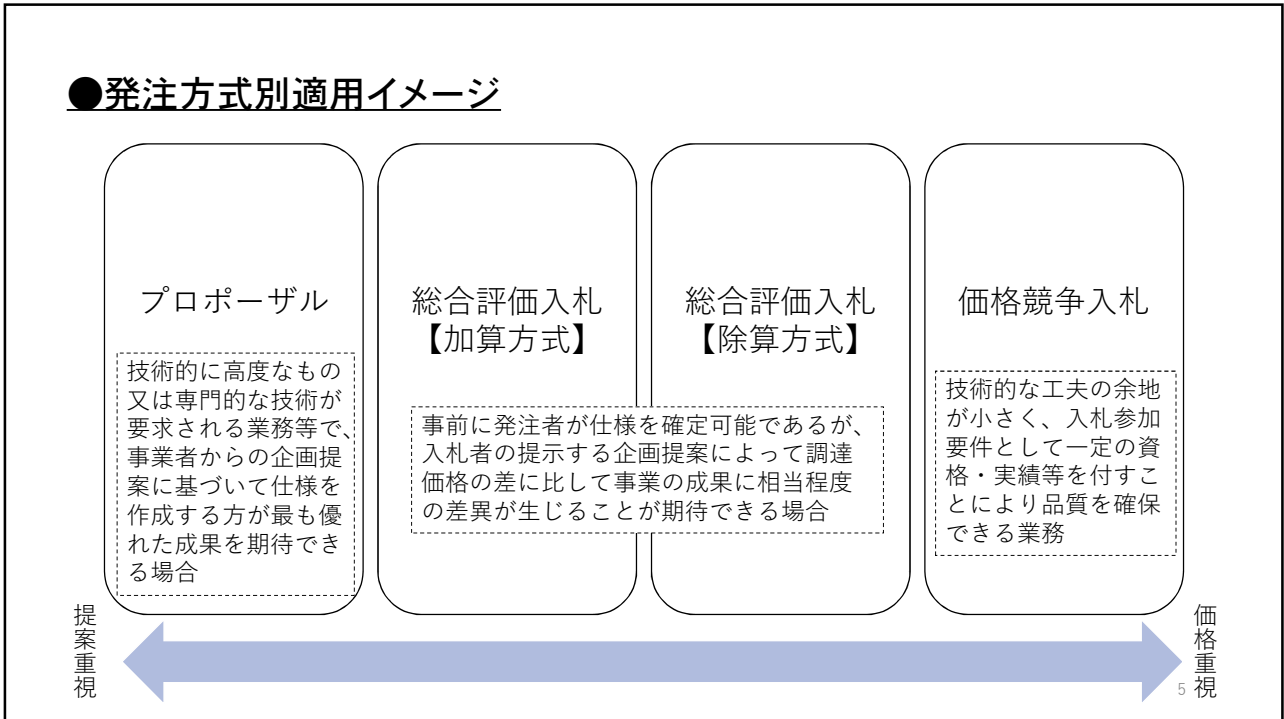 ●発注方式別適用イメージ
プロポーザル
技術的に高度なもの
又は専門的な技術が
要求される業務等で、
事業者からの企画提
案に基づいて仕様を
作成する方が最も優
れた成果を期待でき
る場合
総合評価入札
【加算方式】
総合評価入札
【除算方式】
事前に発注者が仕様を確定可能であるが、
入札者の提示する企画提案によって調達
価格の差に比して事業の成果に相当程度
の差異が生じることが期待できる場合
価格競争入札
技術的な工夫の余地
が小さく、入札参加
要件として一定の資
格・実績等を付すこ
とにより品質を確保
できる業務
提案重視
価格重視
5